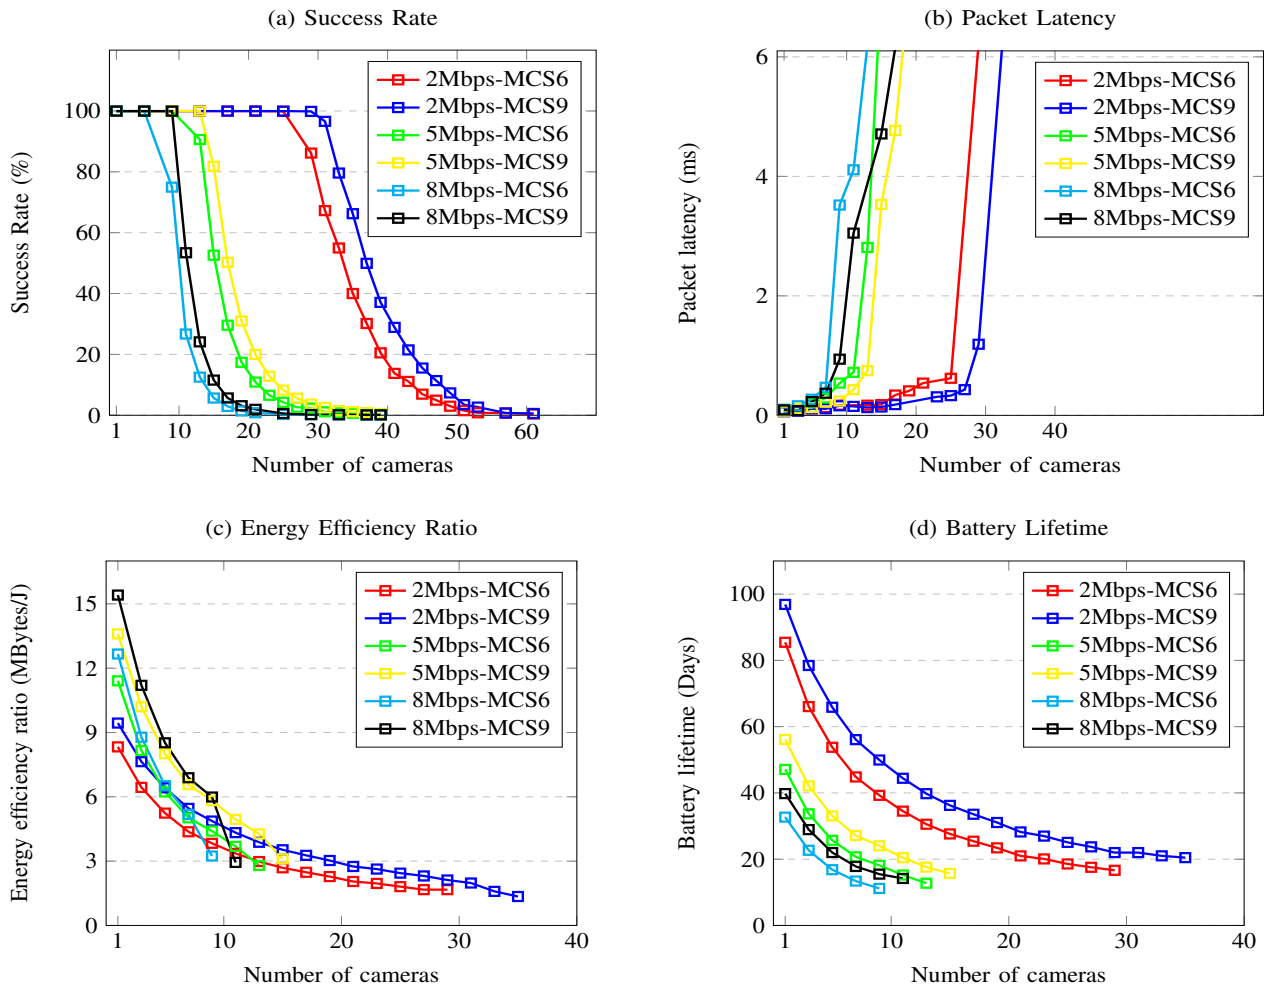 (a) Success Rate
100
80
60
40
20
0
1
10
20
30
40
50
60
Success Rate (%)
Number of cameras
2Mbps-MCS6
2Mbps-MCS9
5Mbps-MCS6
5Mbps-MCS9
8Mbps-MCS6
8Mbps-MCS9
(b) Packet Latency
6
4
2
0
1
10
20
30
40
Packet latency (ms)
Number of cameras
2Mbps-MCS6
2Mbps-MCS9
5Mbps-MCS6
5Mbps-MCS9
8Mbps-MCS6
8Mbps-MCS9
(c) Energy Efficiency Ratio
15
12
9
6
3
0
1
10
20
30
40
Energy efficiency ratio (MBytes/J)
Number of cameras
2Mbps-MCS6
2Mbps-MCS9
5Mbps-MCS6
5Mbps-MCS9
8Mbps-MCS6
8Mbps-MCS9
(d) Battery Lifetime
100
80
60
40
20
0
1
10
20
30
40
Battery lifetime (Days)
Number of cameras
2Mbps-MCS6
2Mbps-MCS9
5Mbps-MCS6
5Mbps-MCS9
8Mbps-MCS6
8Mbps-MCS9